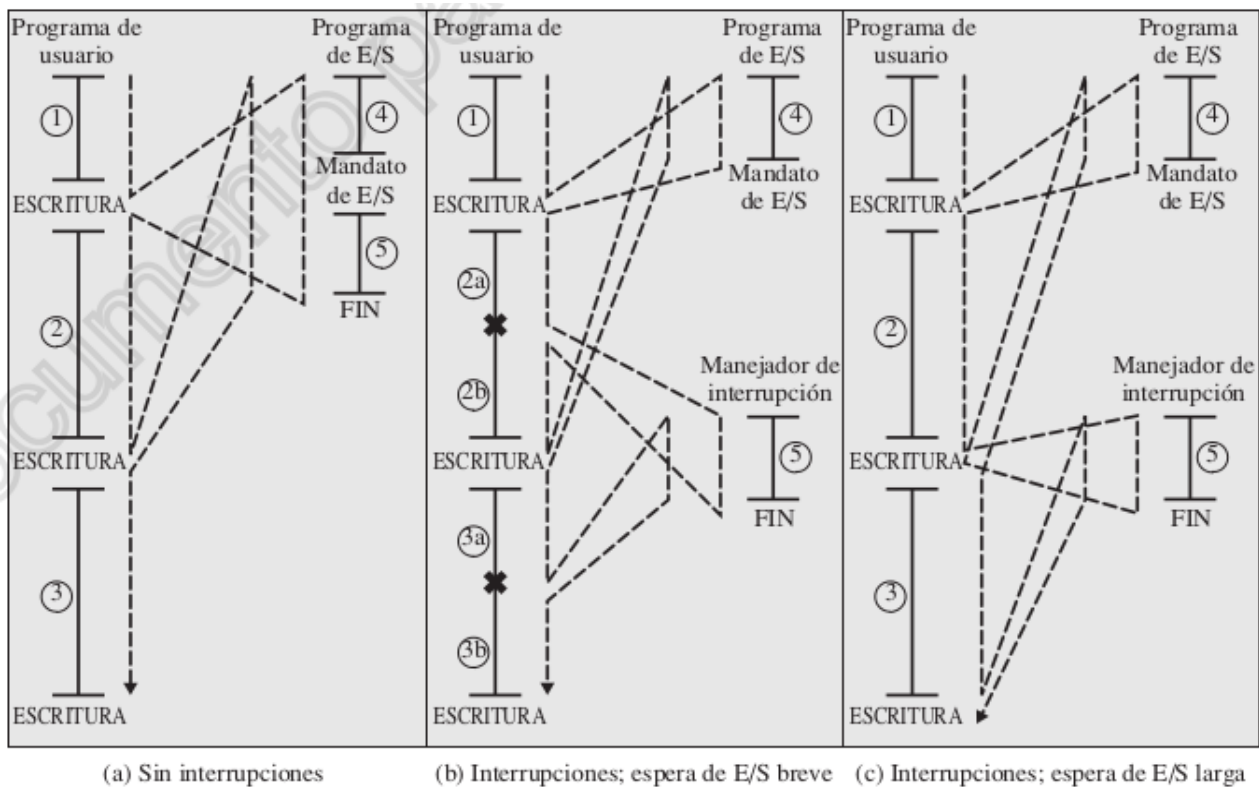 Programa de
usuario
Programa
de E/S
1
4
Mandato
de E/S
ESCRITURA
5
FIN
2
ESCRITURA
3
ESCRITURA
(a) Sin interrupciones
Programa de
usuario
Programa
de E/S
1
4
Mandato
de E/S
ESCRITURA
2a
2b
Manejador de
interrupción
5
FIN
ESCRITURA
3a
3b
ESCRITURA
(b) Interrupciones; espera de E/S breve
Programa de
usuario
Programa
de E/S
1
4
Mandato
de E/S
ESCRITURA
2
Manejador de
interrupción
5
FIN
ESCRITURA
3
ESCRITURA
(c) Interrupciones; espera de E/S larga